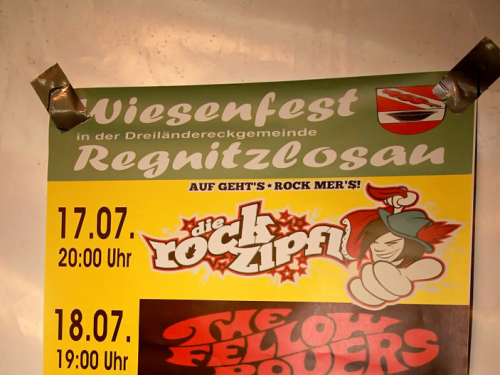 Wiesenfest
in der Dreiländereckgemeinde
Regnitzlosau
AUF GEHT'S ★ ROCK MER'S!
17.07.
20:00 Uhr
die
rock
ZIPFL
18.07.
19:00 Uhr
THE
FELLOW
ROVERS